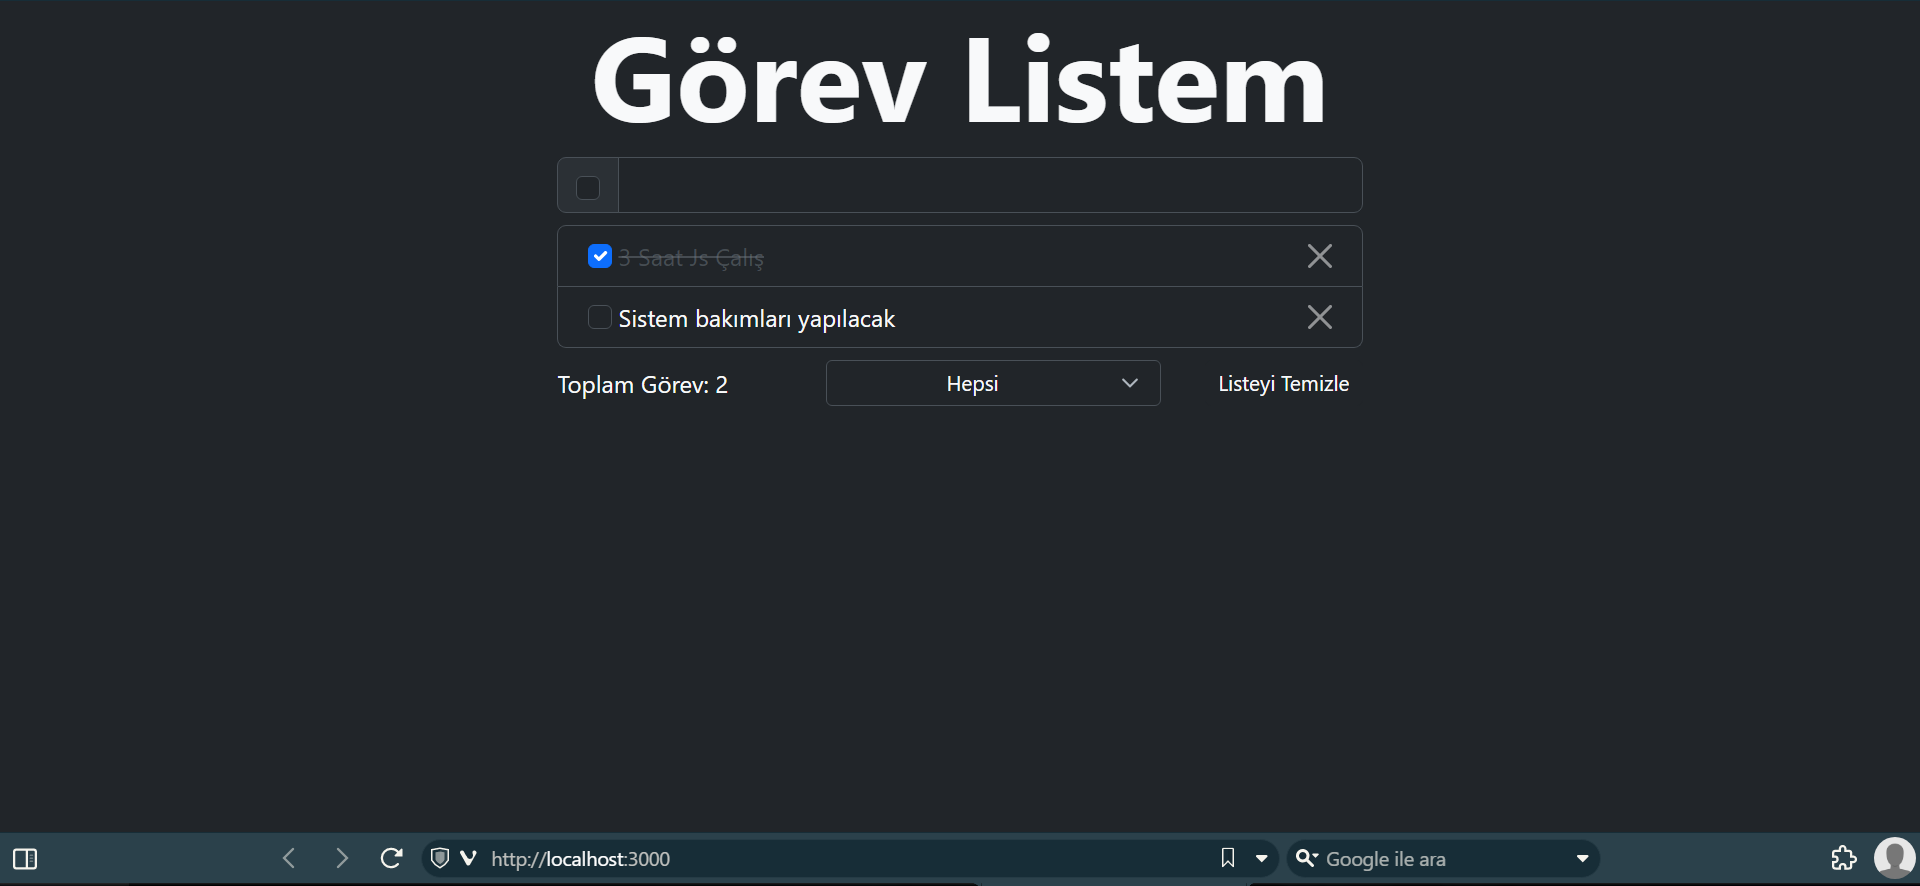 Görev Listem
3 Saat Js Çalış
Sistem bakımları yapılacak
Toplam Görev: 2 Hepsi Listeyi Temizle
http://localhost:3000 Google ile ara